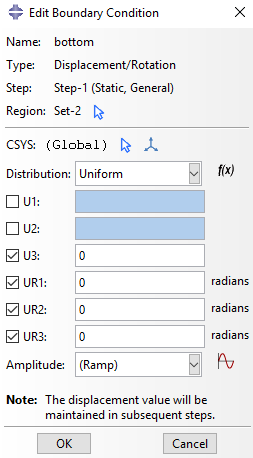 Edit Boundary Condition
Name: bottom
Type: Displacement/Rotation
Step: Step-1 (Static, General)
Region: Set-2
CSYS: (Global)
Distribution: Uniform f(x)
U1:
U2:
U3: 0
UR1: 0 radians
UR2: 0 radians
UR3: 0 radians
Amplitude: (Ramp)
Note: The displacement value will be
maintained in subsequent steps.
OK Cancel